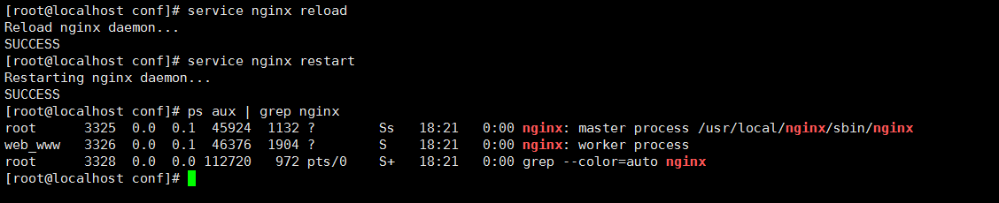 [root@localhost conf]# service nginx reload
Reload nginx daemon...
SUCCESS
[root@localhost conf]# service nginx restart
Restarting nginx daemon...
SUCCESS
[root@localhost conf]# ps aux | grep nginx
root      3325  0.0  0.1  45924  1132 ?        Ss   18:21   0:00 nginx: master process /usr/local/nginx/sbin/nginx
web_www   3326  0.0  0.1  46376  1904 ?        S    18:21   0:00 nginx: worker process
root      3328  0.0  0.0 112720   972 pts/0    S+   18:21   0:00 grep --color=auto nginx
[root@localhost conf]#